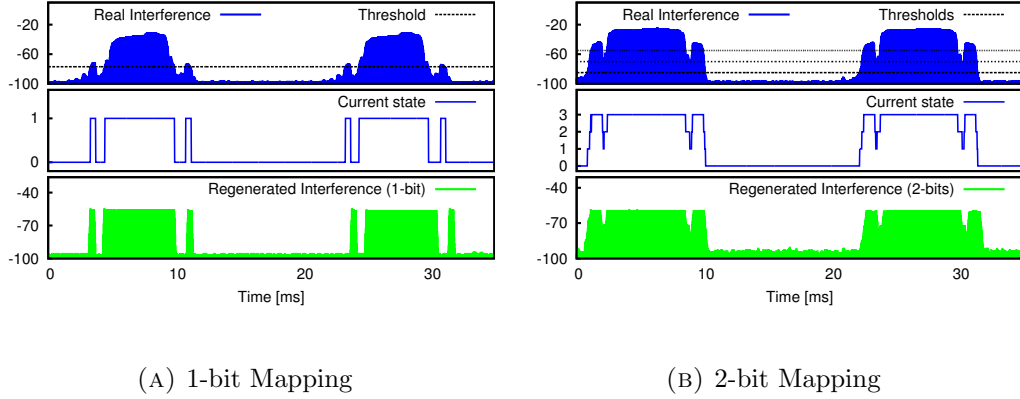 Real Interference
Threshold
-20
-60
-100
Current state
1
0
Regenerated Interference (1-bit)
-40
-70
-100
0
10
20
30
Time [ms]
(A) 1-bit Mapping
Real Interference
Thresholds
-20
-60
-100
Current state
3
2
1
0
Regenerated Interference (2-bits)
-40
-70
-100
0
10
20
30
Time [ms]
(B) 2-bit Mapping